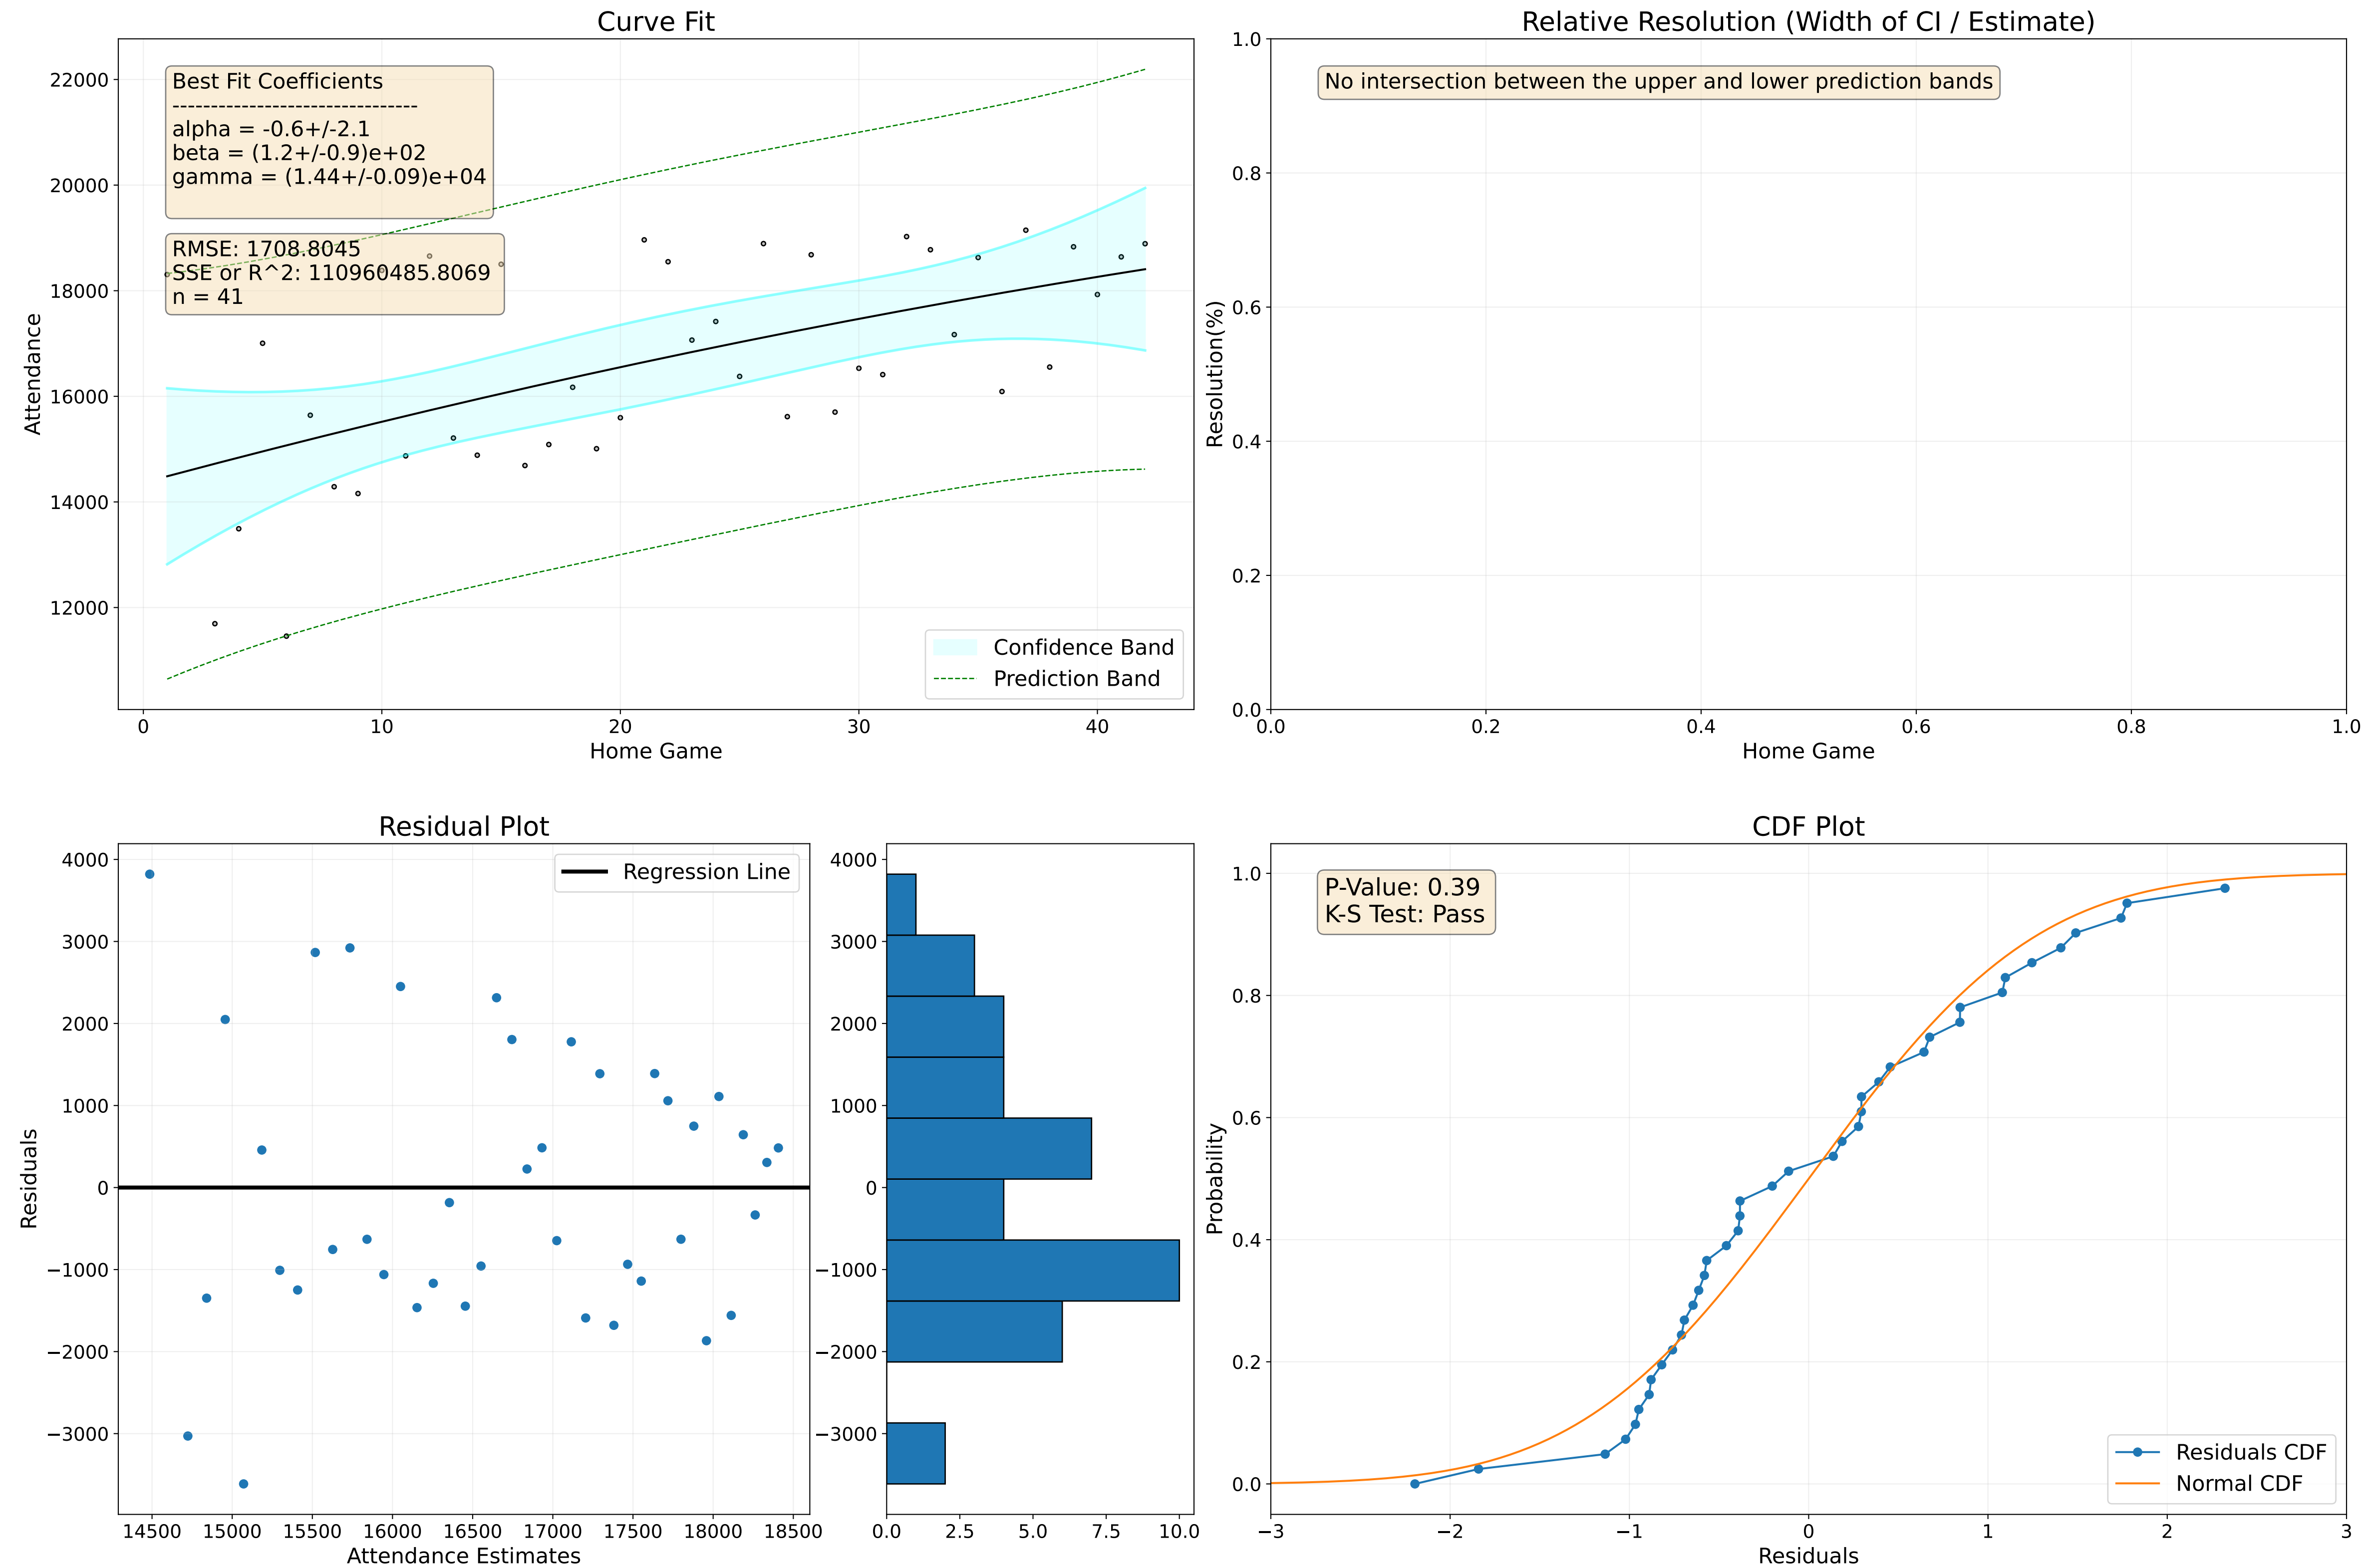 Curve Fit
22000
20000
18000
16000
14000
12000
Attendance
Best Fit Coefficients
--------------------------------
alpha = -0.6+/-2.1
beta = (1.2+/-0.9)e+02
gamma = (1.44+/-0.09)e+04
RMSE: 1708.8045
SSE or R^2: 110960485.8069
n = 41
Confidence Band
Prediction Band
0 10 20 30 40
Home Game
Relative Resolution (Width of CI / Estimate)
No intersection between the upper and lower prediction bands
1.0
0.8
0.6
0.4
0.2
0.0
Resolution(%)
0.0 0.2 0.4 0.6 0.8 1.0
Home Game
Residual Plot
Regression Line
4000
3000
2000
1000
0
−1000
−2000
−3000
Residuals
14500 15000 15500 16000 16500 17000 17500 18000 18500
Attendance Estimates
4000
3000
2000
1000
0
−1000
−2000
−3000
0.0 2.5 5.0 7.5 10.0
CDF Plot
P-Value: 0.39
K-S Test: Pass
1.0
0.8
0.6
0.4
0.2
0.0
Probability
Residuals CDF
Normal CDF
−3 −2 −1 0 1 2 3
Residuals